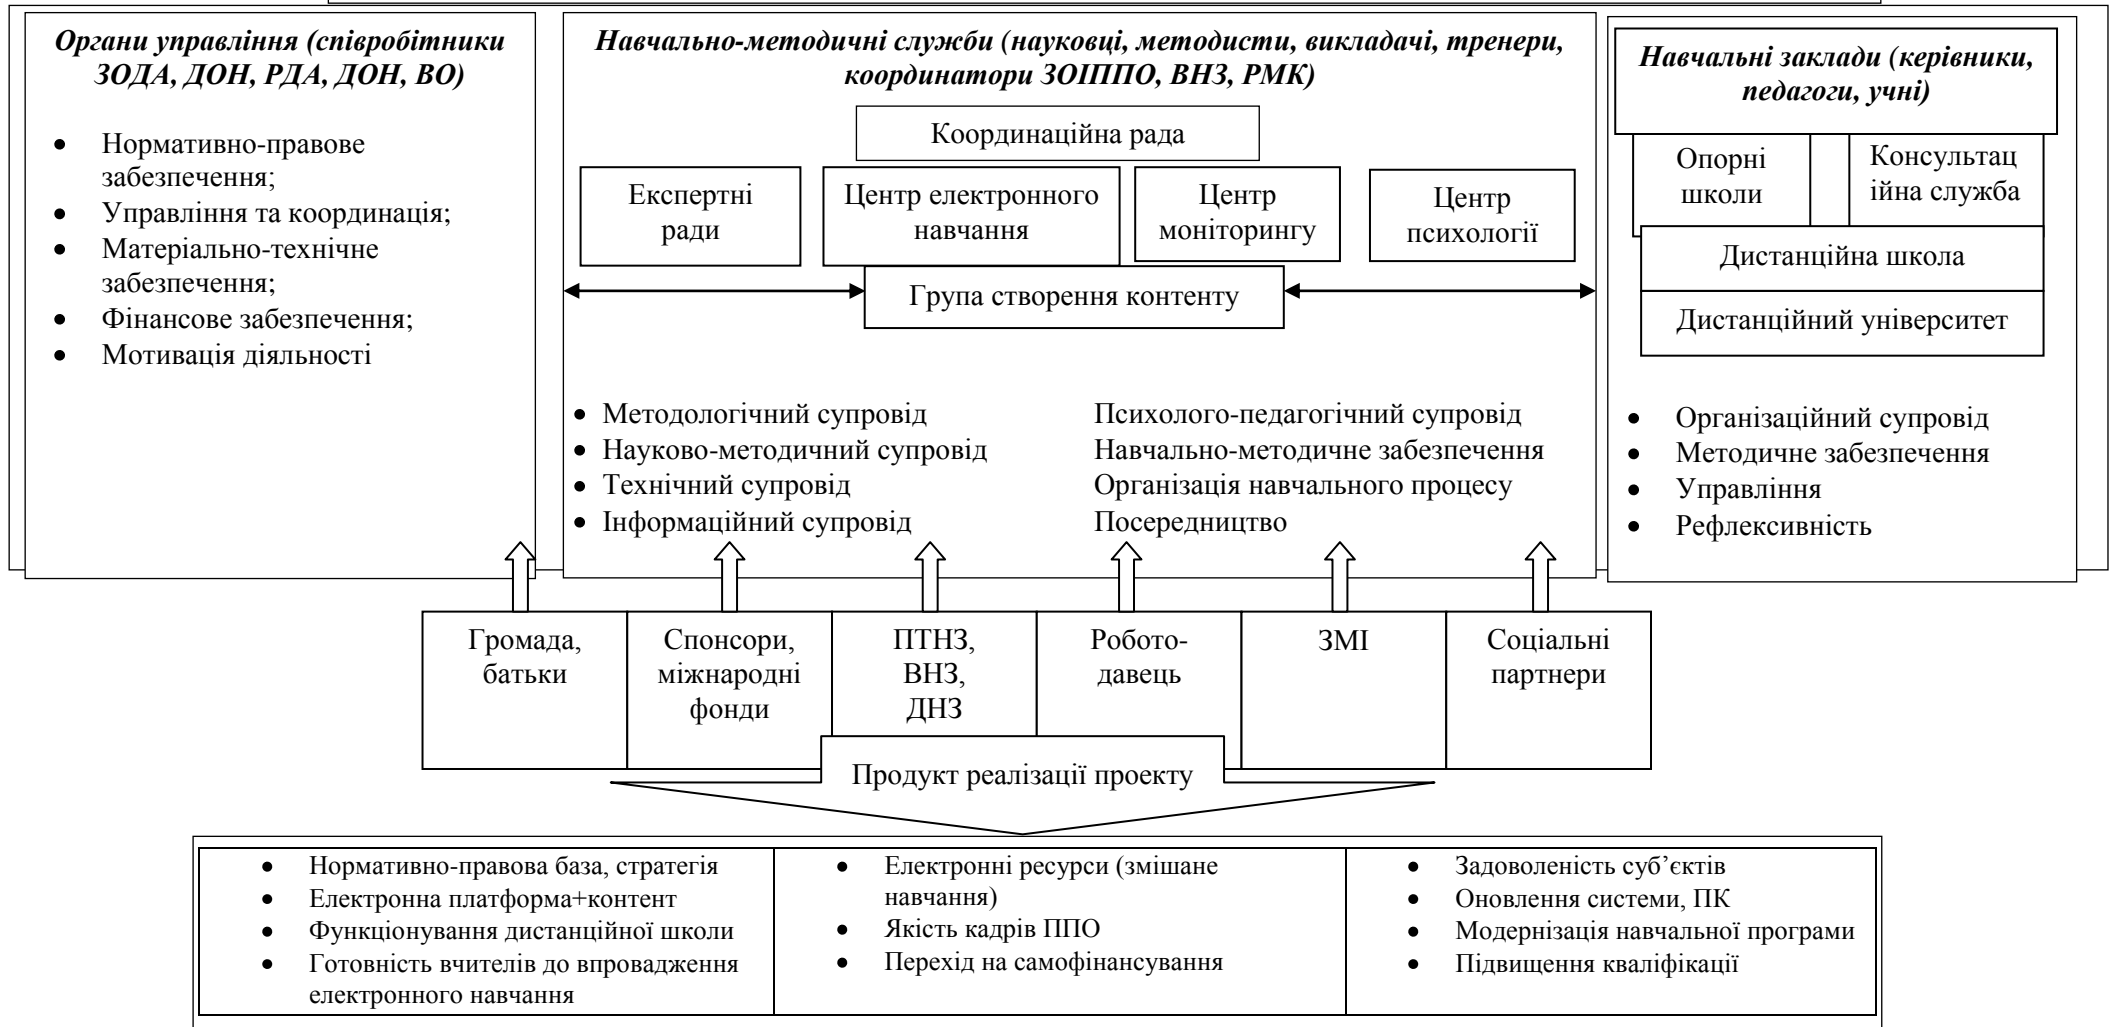 Органи управління (співробітники
ЗОДА, ДОН, РДА, ДОН, ВО)
• Нормативно-правове
забезпечення;
• Управління та координація;
• Матеріально-технічне
забезпечення;
• Фінансове забезпечення;
• Мотивація діяльності
Навчально-методичні служби (науковці, методисти, викладачі, тренери,
координатори ЗОІППО, ВНЗ, РМК)
Координаційна рада
Експертні
ради
Центр електронного
навчання
Центр
моніторингу
Центр
психології
Група створення контенту
• Методологічний супровід
• Науково-методичний супровід
• Технічний супровід
• Інформаційний супровід
Психолого-педагогічний супровід
Навчально-методичне забезпечення
Організація навчального процесу
Посередництво
Навчальні заклади (керівники,
педагоги, учні)
Опорні
школи
Консультац
ійна служба
Дистанційна школа
Дистанційний університет
• Організаційний супровід
• Методичне забезпечення
• Управління
• Рефлексивність
Громада,
батьки
Спонсори,
міжнародні
фонди
ПТНЗ,
ВНЗ,
ДНЗ
Робото-
давець
ЗМІ
Соціальні
партнери
Продукт реалізації проекту
• Нормативно-правова база, стратегія
• Електронна платформа+контент
• Функціонування дистанційної школи
• Готовність вчителів до впровадження
електронного навчання
• Електронні ресурси (змішане
навчання)
• Якість кадрів ППО
• Перехід на самофінансування
• Задоволеність суб’єктів
• Оновлення системи, ПК
• Модернізація навчальної програми
• Підвищення кваліфікації